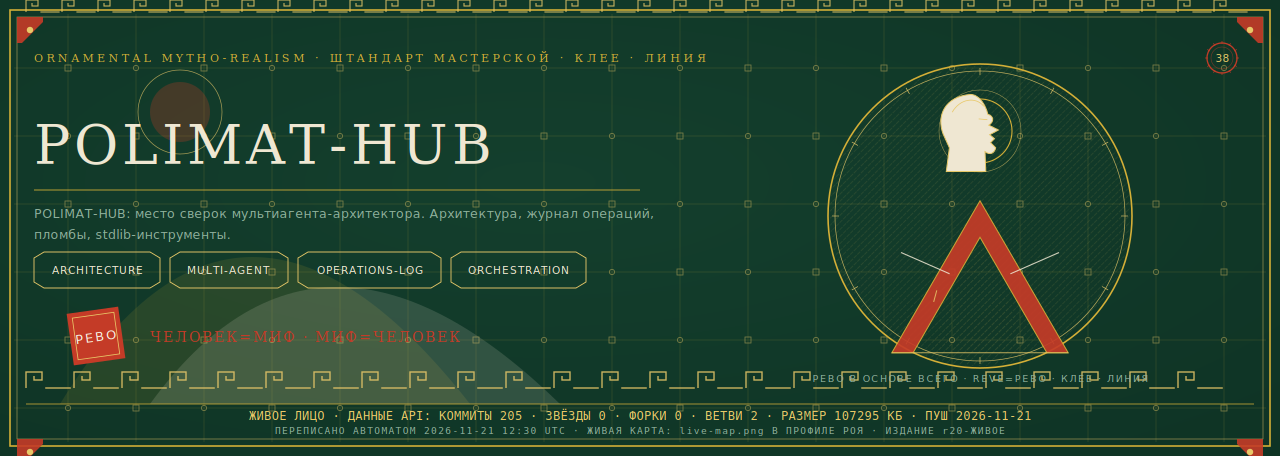 ORNAMENTAL MYTHO-REALISM · ШТАНДАРТ МАСТЕРСКОЙ · КЛЕЕ · ЛИНИЯ
38
POLIMAT-HUB
POLIMAT-HUB: место сверок мультиагента-архитектора. Архитектура, журнал операций,
пломбы, stdlib-инструменты.
ARCHITECTURE
MULTI-AGENT
OPERATIONS-LOG
ORCHESTRATION
РЕВО
ЧЕЛОВЕК=МИФ · МИФ=ЧЕЛОВЕК
РЕВО В ОСНОВЕ ВСЕГО · REVE=РЕВО · КЛЕЕ · ЛИНИЯ
ЖИВОЕ ЛИЦО · ДАННЫЕ API: КОММИТЫ 205 · ЗВЁЗДЫ 0 · ФОРКИ 0 · ВЕТВИ 2 · РАЗМЕР 107295 КБ · ПУШ 2026-11-21
ПЕРЕПИСАНО АВТОМАТОМ 2026-11-21 12:30 UTC · ЖИВАЯ КАРТА: live-map.png В ПРОФИЛЕ РОЯ · ИЗДАНИЕ r20-ЖИВОЕ